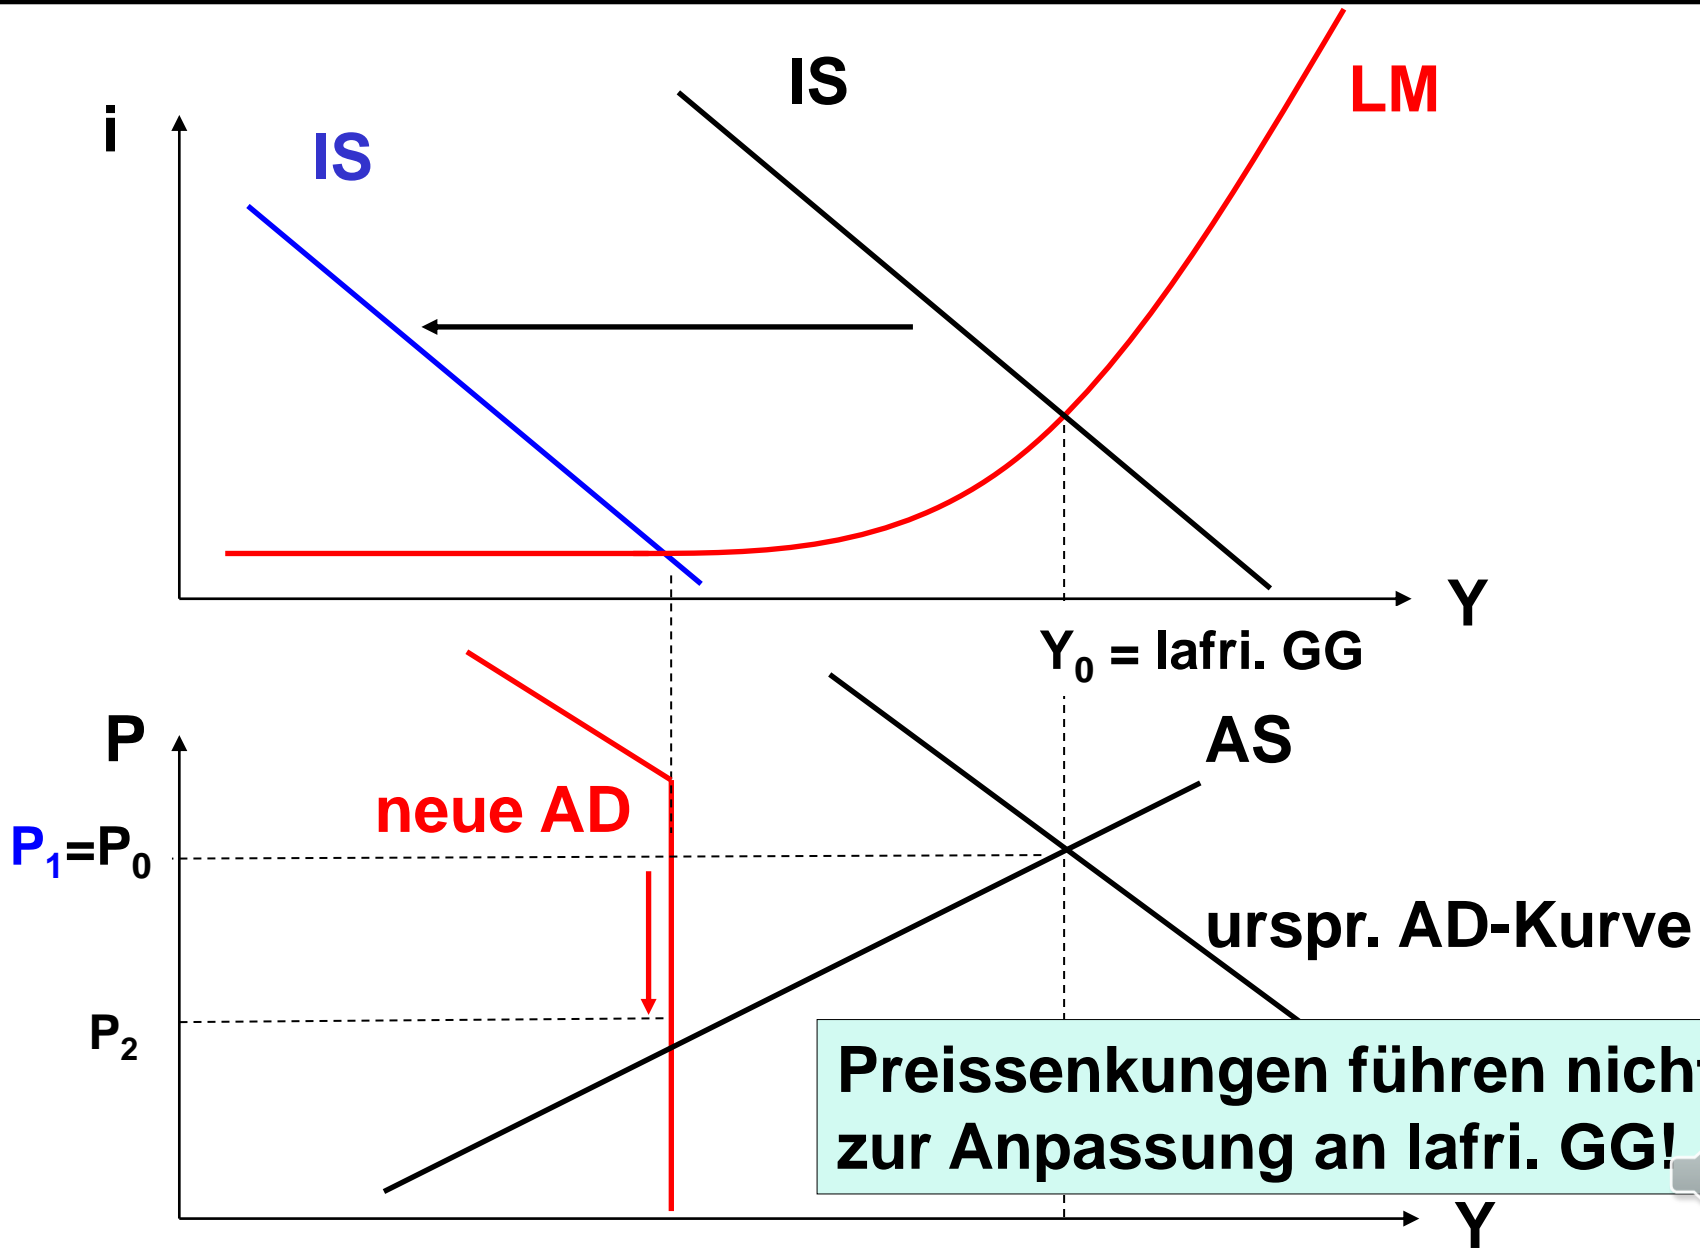 IS
LM
i
IS
Y
Y₀ = lafri. GG
P
AS
neue AD
P₁=P₀
urspr. AD-Kurve
P₂
Preissenkungen führen nicht
zur Anpassung an lafri. GG!
Y